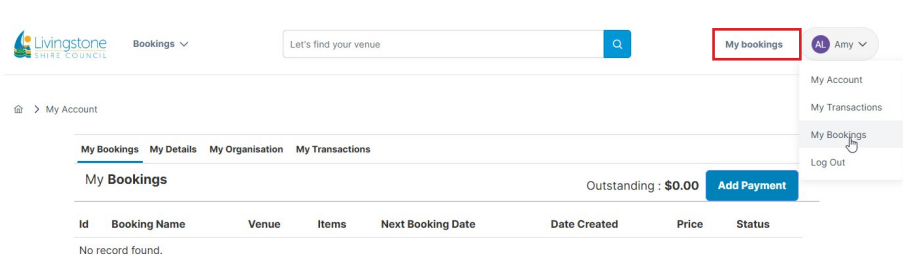 Livingstone
SHIRE COUNCIL
Bookings
Let's find your venue
My bookings
AL Amy
My Account
My Transactions
My Bookings
Log Out
My Account
My Bookings My Details My Organisation My Transactions
My Bookings
Outstanding : $0.00 Add Payment
Id Booking Name Venue Items Next Booking Date Date Created Price Status
No record found.